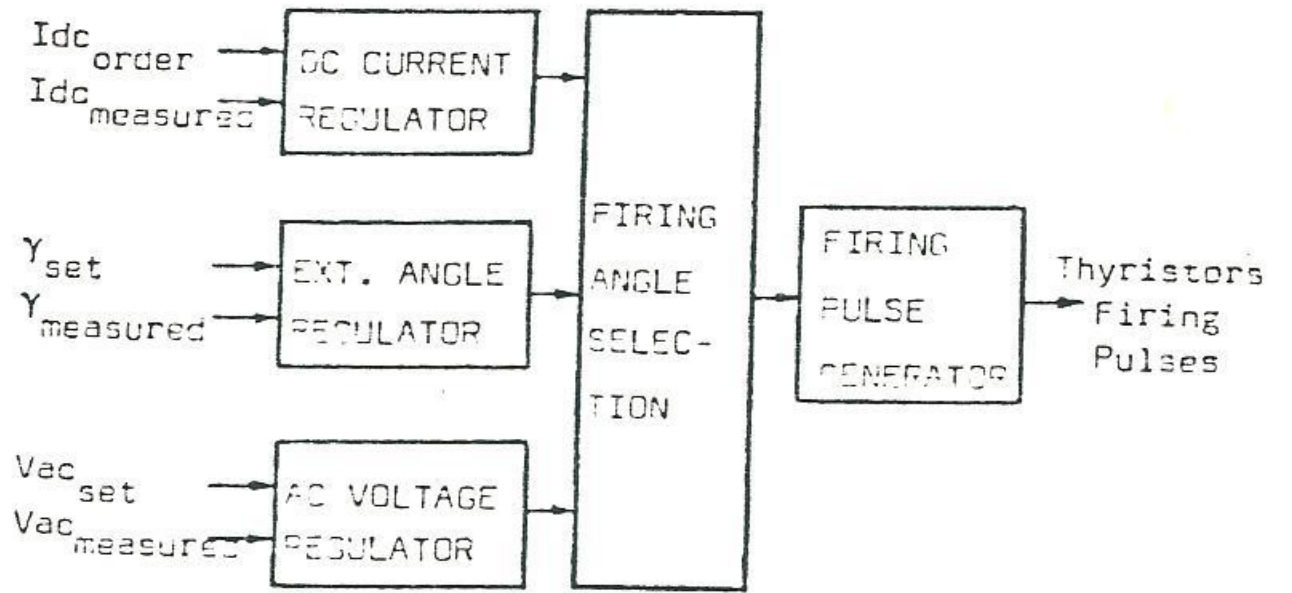 Idc order
Idc measured
DC CURRENT
REGULATOR
γ set
γ measured
EXT. ANGLE
REGULATOR
Vac set
Vac measured
AC VOLTAGE
REGULATOR
FIRING
ANGLE
SELEC-
TION
FIRING
PULSE
GENERATOR
Thyristors
Firing
Pulses